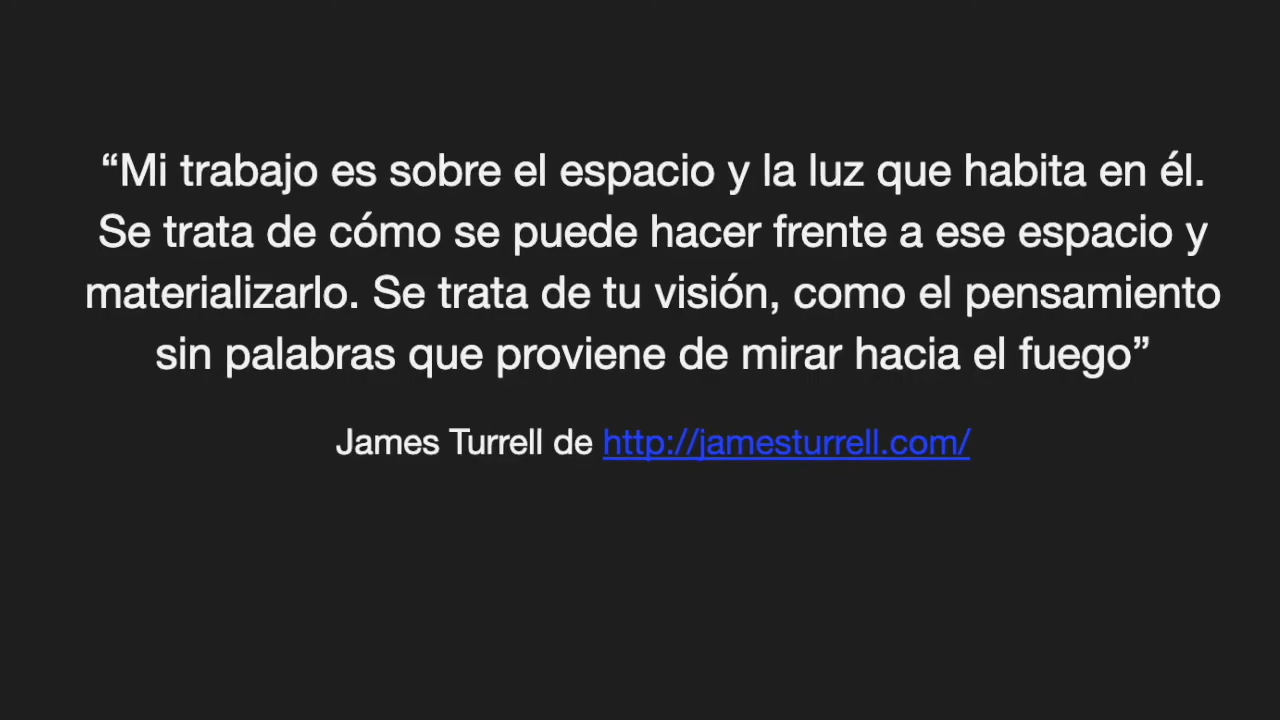 “Mi trabajo es sobre el espacio y la luz que habita en él.
Se trata de cómo se puede hacer frente a ese espacio y
materializarlo. Se trata de tu visión, como el pensamiento
sin palabras que proviene de mirar hacia el fuego”
James Turrell de http://jamesturrell.com/